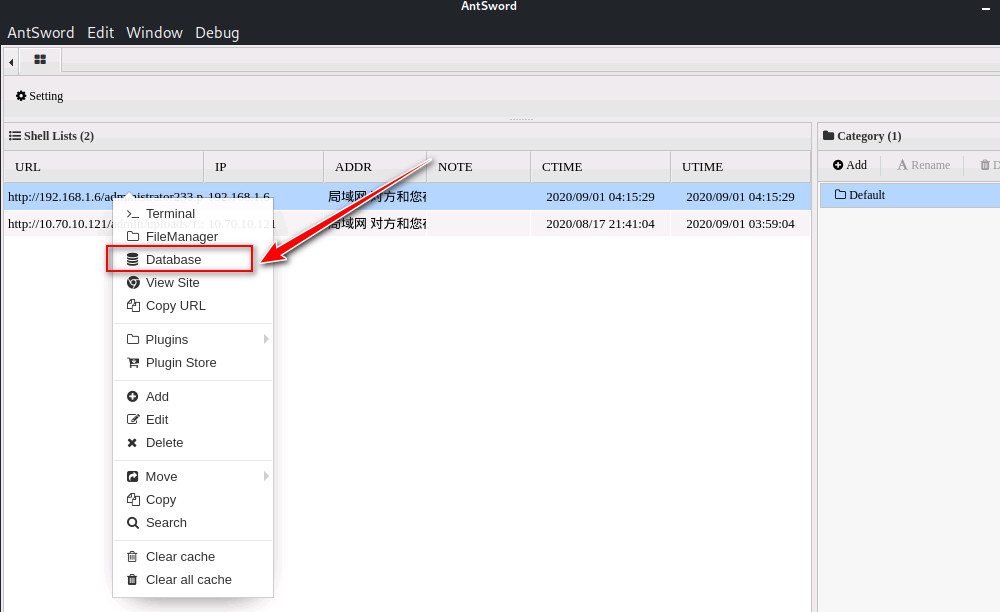 AntSword
AntSword Edit Window Debug
Setting
Shell Lists (2)
Category (1)
URL IP ADDR NOTE CTIME UTIME
Add Rename D
http://192.168.1.6/administrator233.p 192.168.1.6 局域网 对方和您在 2020/09/01 04:15:29 2020/09/01 04:15:29
Default
http://10.70.10.121/ 10.70.10.121 局域网 对方和您在 2020/08/17 21:41:04 2020/09/01 03:59:04
Terminal
FileManager
Database
View Site
Copy URL
Plugins
Plugin Store
Add
Edit
Delete
Move
Copy
Search
Clear cache
Clear all cache